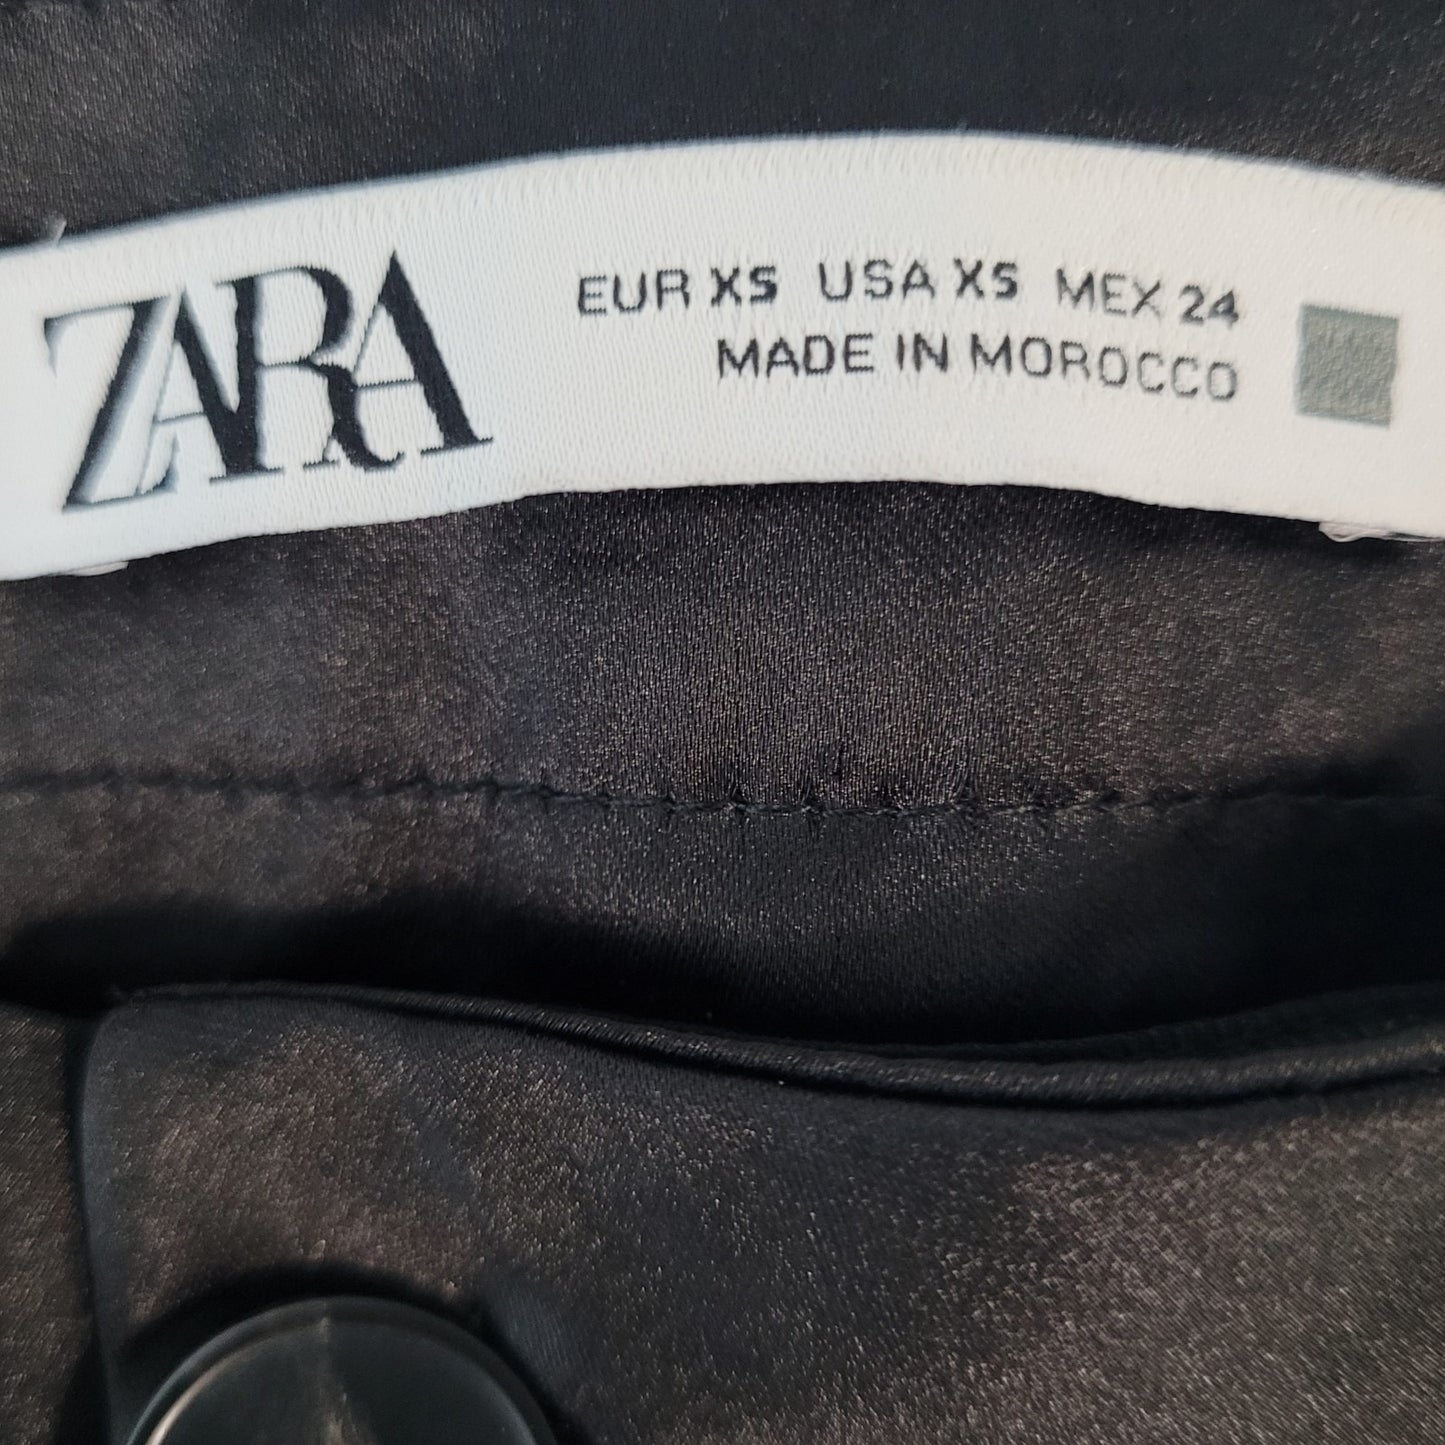 ZARA
EUR XS USA XS MEX 24
MADE IN MOROCCO